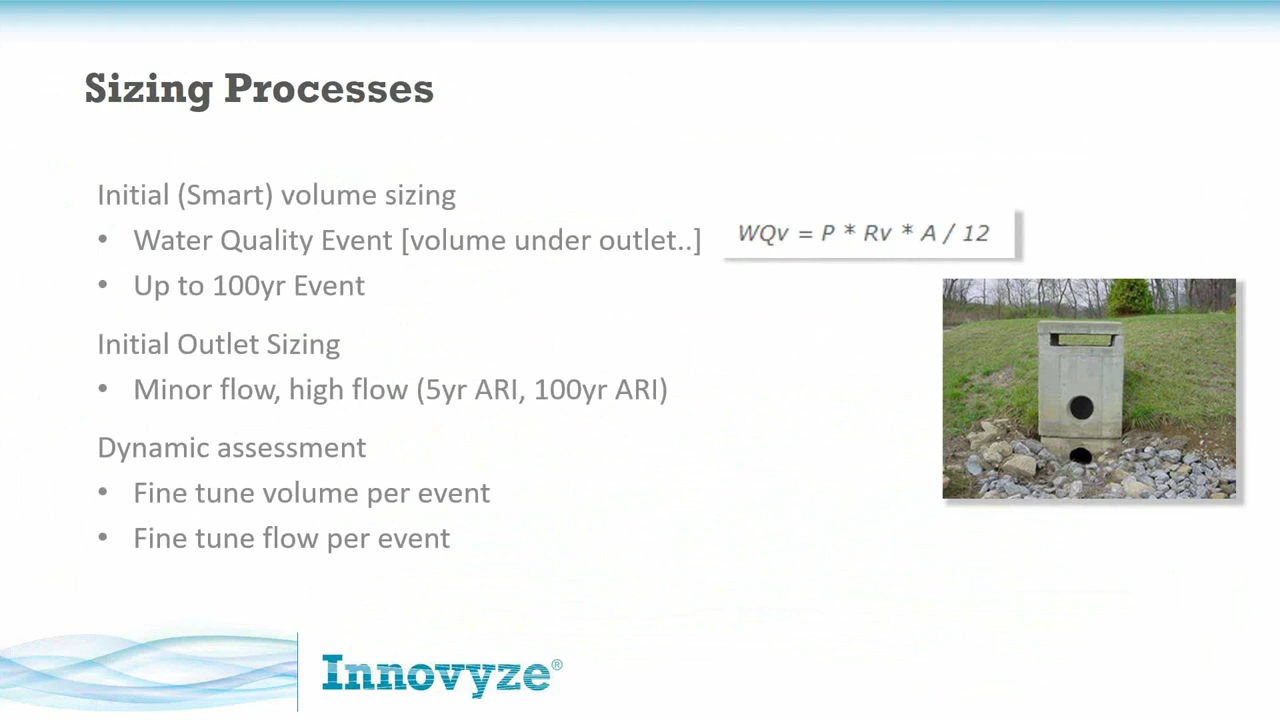 Sizing Processes
Initial (Smart) volume sizing
• Water Quality Event [volume under outlet..]
WQv = P * Rv * A / 12
• Up to 100yr Event
Initial Outlet Sizing
• Minor flow, high flow (5yr ARI, 100yr ARI)
Dynamic assessment
• Fine tune volume per event
• Fine tune flow per event
Innovyze®